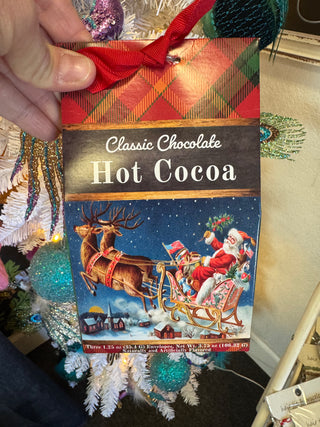 Classic Chocolate
Hot Cocoa
Three 1.25 oz (35.4 G) Envelopes, Net Wt. 3.75 oz (106.32 G)
Naturally and Artificially Flavored